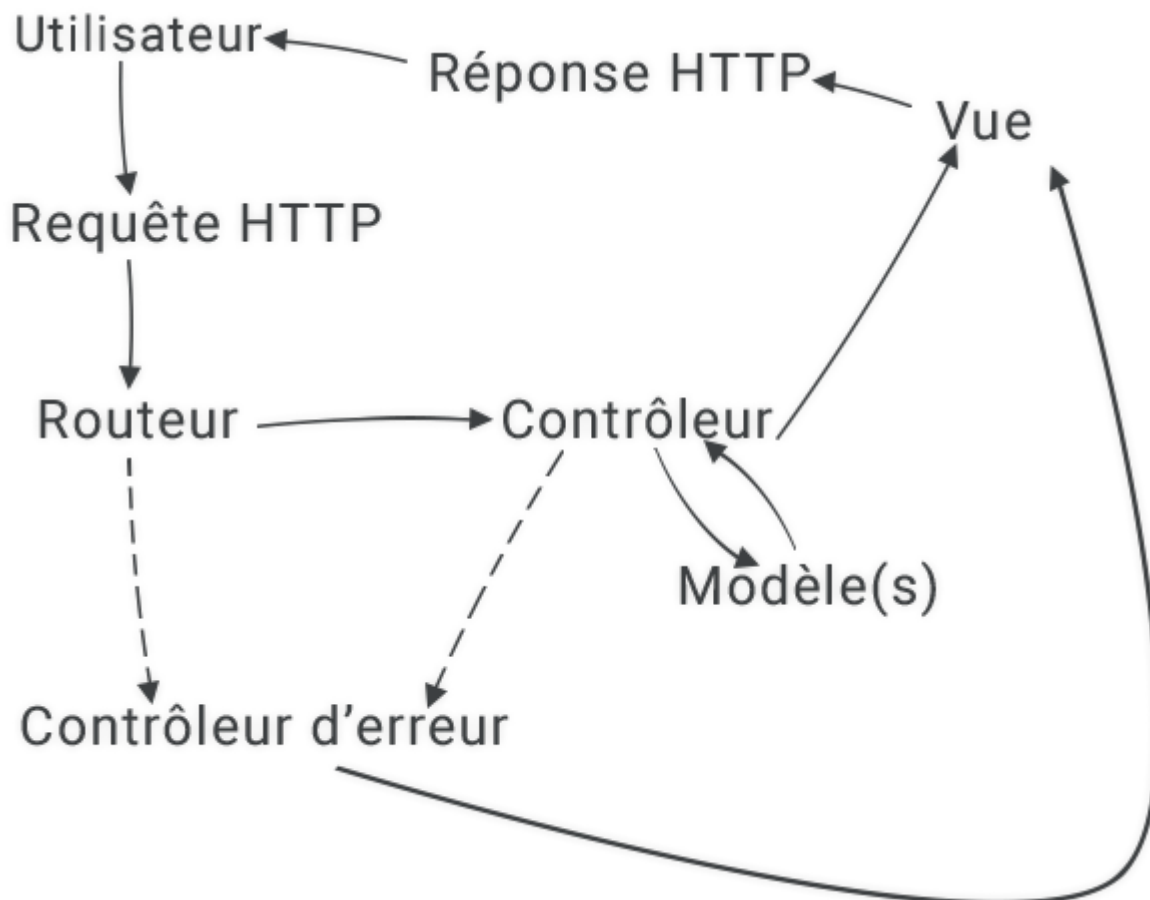 Utilisateur
Réponse HTTP
Vue
Requête HTTP
Routeur
Contrôleur
Modèle(s)
Contrôleur d’erreur